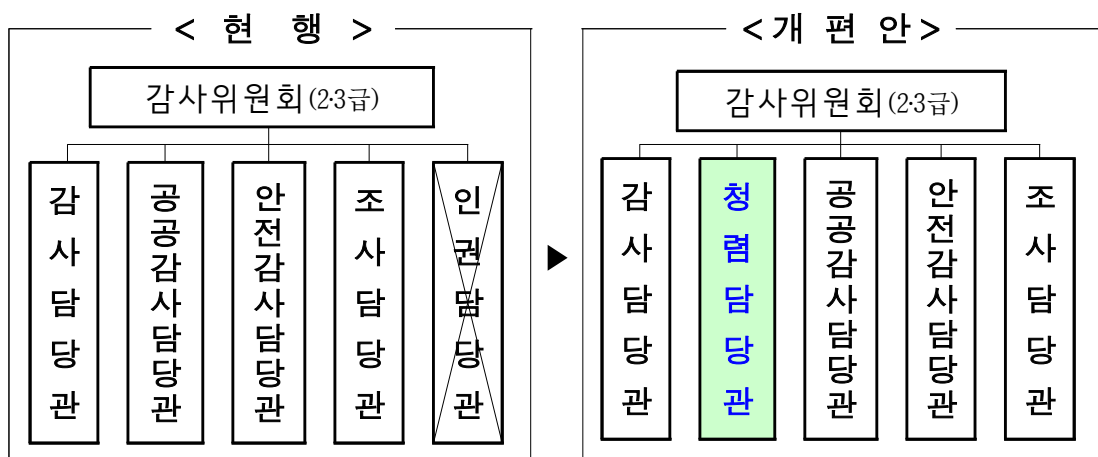 < 현 행 >
감사위원회(2·3급)
감사담당관
공공감사담당관
안전감사담당관
조사담당관
인권담당관
▶
<개 편 안>
감사위원회(2·3급)
감사담당관
청렴담당관
공공감사담당관
안전감사담당관
조사담당관